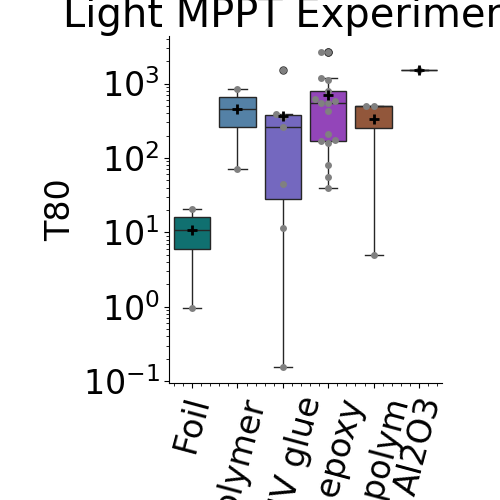 Light MPPT Experimen
T80
10³
10²
10¹
10⁰
10⁻¹
Foil
olymer
V glue
epoxy
polym
Al2O3